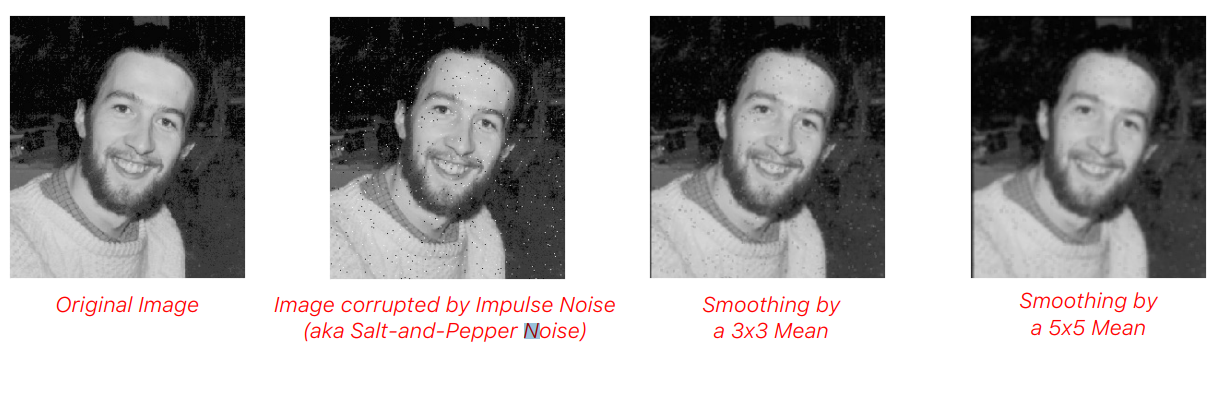 Original Image
Image corrupted by Impulse Noise
(aka Salt-and-Pepper Noise)
Smoothing by
a 3x3 Mean
Smoothing by
a 5x5 Mean